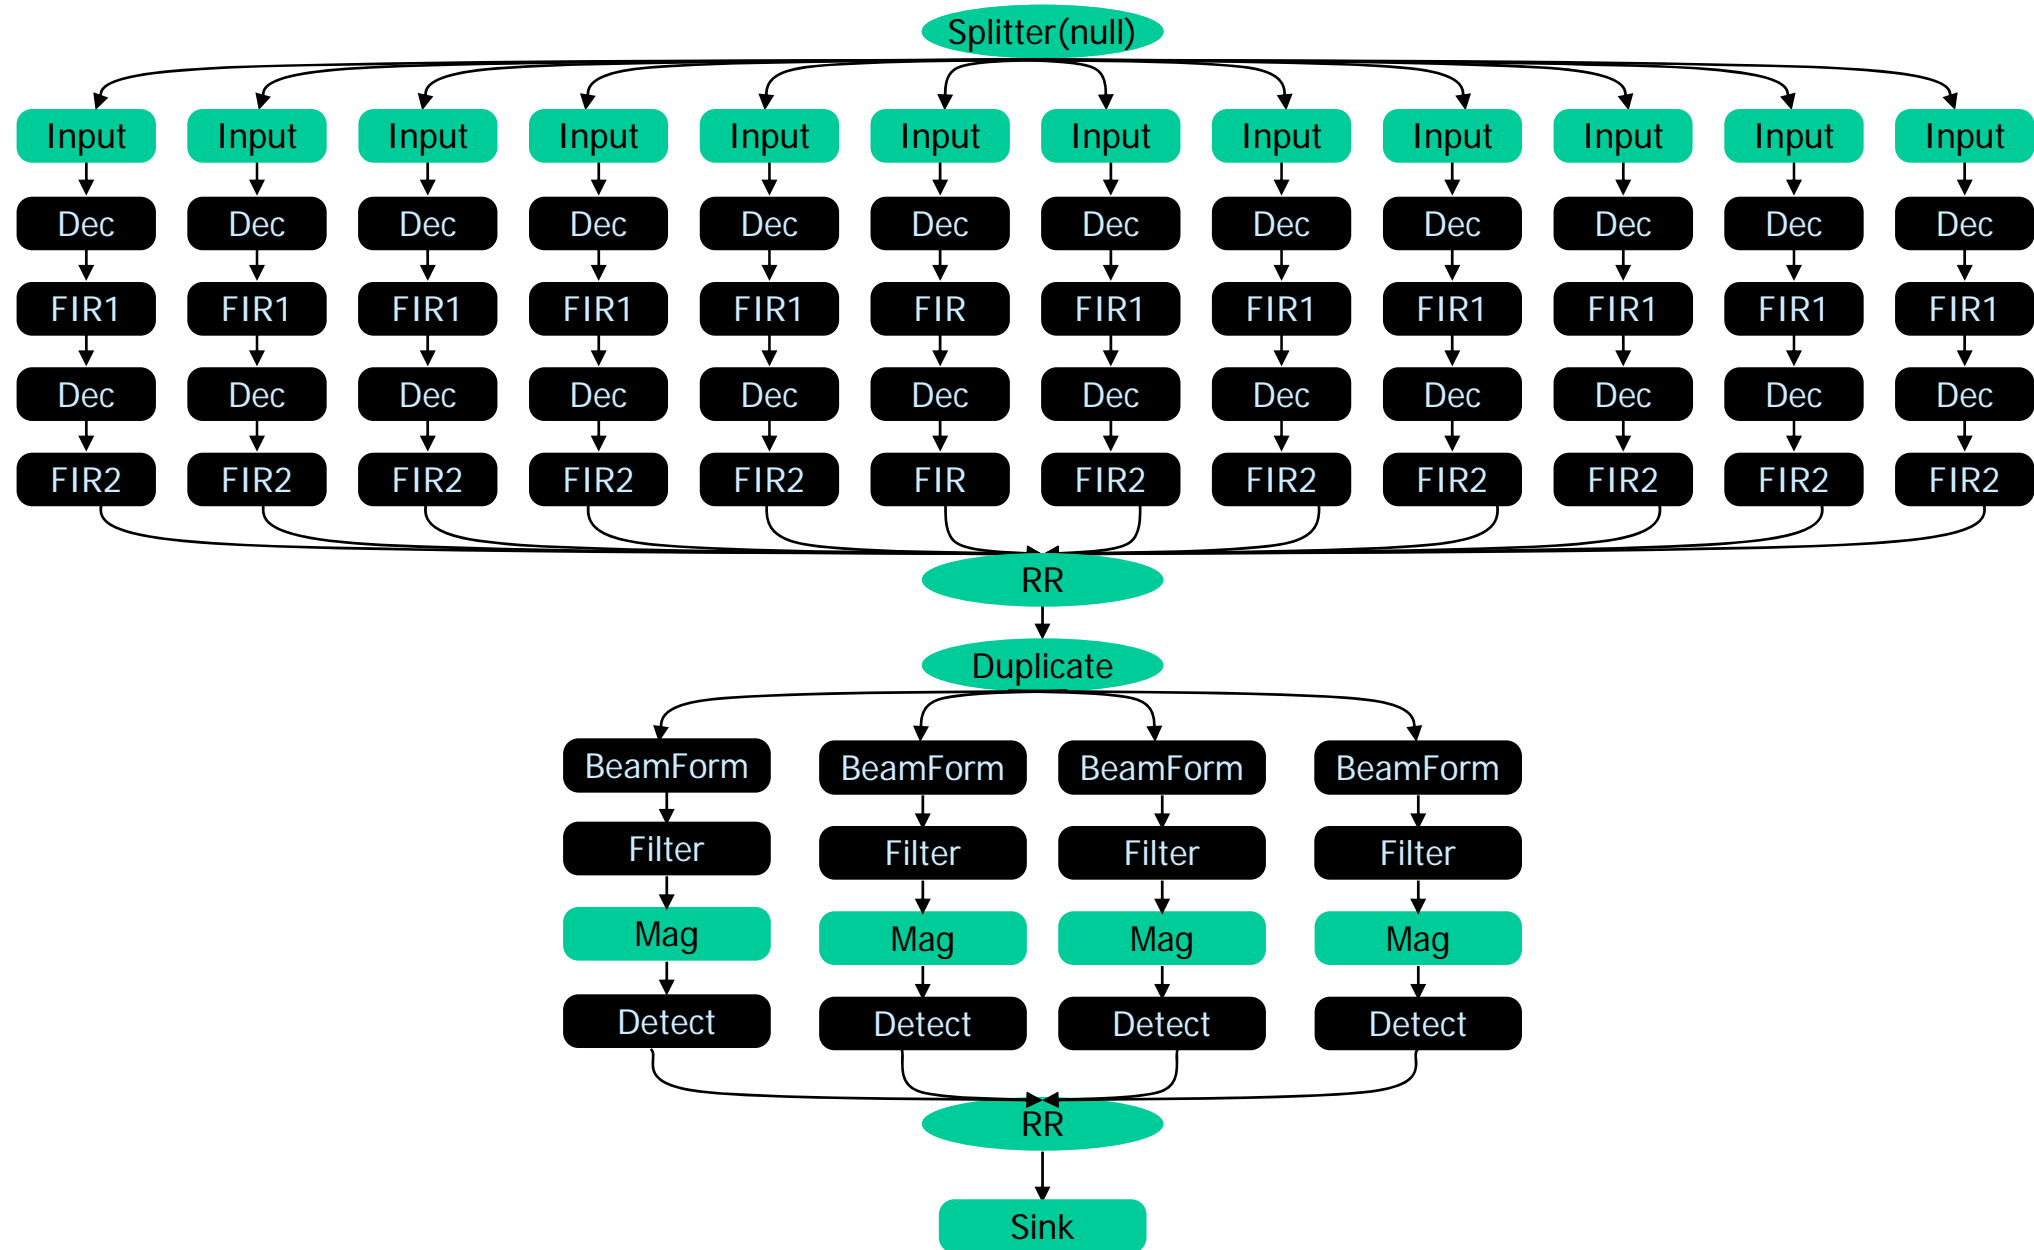 Splitter(null)
Input Input Input Input Input Input Input Input Input Input Input Input
Dec Dec Dec Dec Dec Dec Dec Dec Dec Dec Dec Dec
FIR1 FIR1 FIR1 FIR1 FIR1 FIR FIR1 FIR1 FIR1 FIR1 FIR1 FIR1
Dec Dec Dec Dec Dec Dec Dec Dec Dec Dec Dec Dec
FIR2 FIR2 FIR2 FIR2 FIR2 FIR FIR2 FIR2 FIR2 FIR2 FIR2 FIR2
RR
Duplicate
BeamForm BeamForm BeamForm BeamForm
Filter Filter Filter Filter
Mag Mag Mag Mag
Detect Detect Detect Detect
RR
Sink